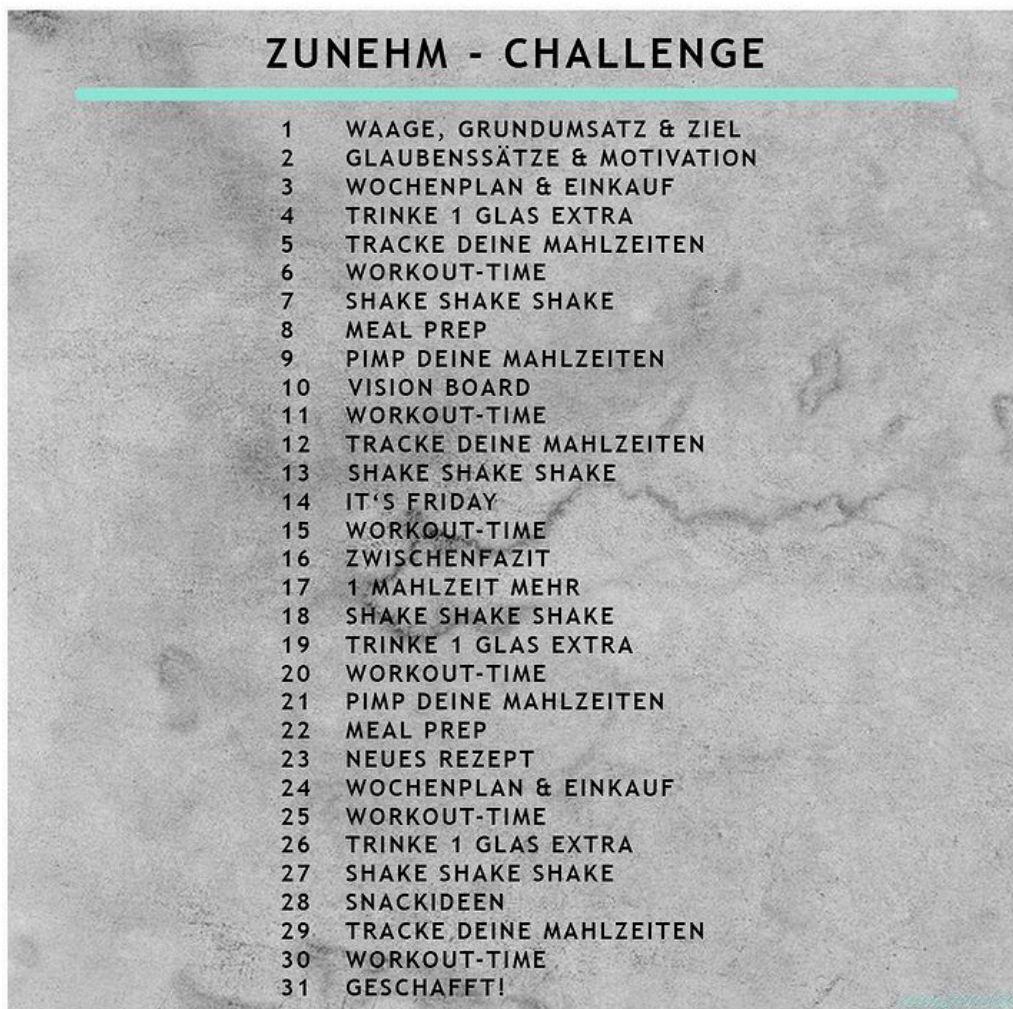 ZUNEHM - CHALLENGE
1 WAAGE, GRUNDUMSATZ & ZIEL
2 GLAUBENSSÄTZE & MOTIVATION
3 WOCHENPLAN & EINKAUF
4 TRINKE 1 GLAS EXTRA
5 TRACKE DEINE MAHLZEITEN
6 WORKOUT-TIME
7 SHAKE SHAKE SHAKE
8 MEAL PREP
9 PIMP DEINE MAHLZEITEN
10 VISION BOARD
11 WORKOUT-TIME
12 TRACKE DEINE MAHLZEITEN
13 SHAKE SHAKE SHAKE
14 IT‘S FRIDAY
15 WORKOUT-TIME
16 ZWISCHENFAZIT
17 1 MAHLZEIT MEHR
18 SHAKE SHAKE SHAKE
19 TRINKE 1 GLAS EXTRA
20 WORKOUT-TIME
21 PIMP DEINE MAHLZEITEN
22 MEAL PREP
23 NEUES REZEPT
24 WOCHENPLAN & EINKAUF
25 WORKOUT-TIME
26 TRINKE 1 GLAS EXTRA
27 SHAKE SHAKE SHAKE
28 SNACKIDEEN
29 TRACKE DEINE MAHLZEITEN
30 WORKOUT-TIME
31 GESCHAFFT!